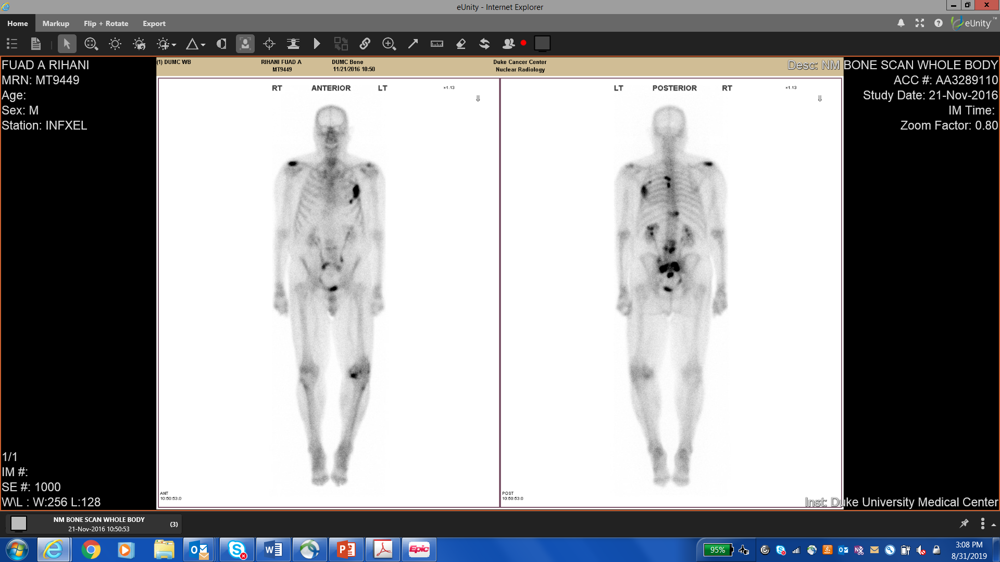 eUnity - Internet Explorer
Home Markup Flip + Rotate Export
eUnity™
FUAD A RIHANI
MRN: MT9449
Age:
Sex: M
Station: INFXEL
(1) DUMC WB
RIHANI FUAD A
MT9449
DUMC Bone
11/21/2016 10:50
Duke Cancer Center
Nuclear Radiology
Desc: NM BONE SCAN WHOLE BODY
ACC #: AA3289110
Study Date: 21-Nov-2016
IM Time:
Zoom Factor: 0.80
RT ANTERIOR LT x1.13
LT POSTERIOR RT x1.13
1/1
IM #:
SE #: 1000
W\L : W:256 L:128
ANT
10:50:53.0
POST
10:50:53.0
Inst: Duke University Medical Center
NM BONE SCAN WHOLE BODY
21-Nov-2016 10:50:53
(3)
Epic
95%
3:08 PM
8/31/2019